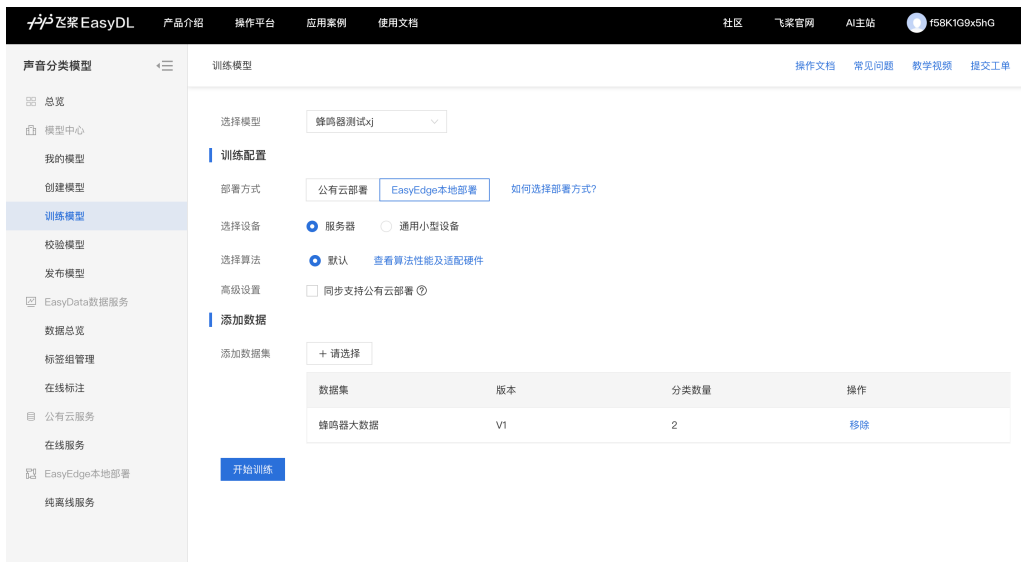 飞桨 EasyDL 产品介绍 操作平台 应用案例 使用文档 社区 飞桨官网 AI主站 f58K1G9x5hG
声音分类模型
总览
模型中心
我的模型
创建模型
训练模型
校验模型
发布模型
EasyData数据服务
数据总览
标签组管理
在线标注
公有云服务
在线服务
EasyEdge本地部署
纯离线服务
训练模型 操作文档 常见问题 教学视频 提交工单
选择模型 蜂鸣器测试xj
训练配置
部署方式 公有云部署 EasyEdge本地部署 如何选择部署方式?
选择设备 服务器 通用小型设备
选择算法 默认 查看算法性能及适配硬件
高级设置 同步支持公有云部署 ?
添加数据
添加数据集 + 请选择
数据集 版本 分类数量 操作
蜂鸣器大数据 V1 2 移除
开始训练